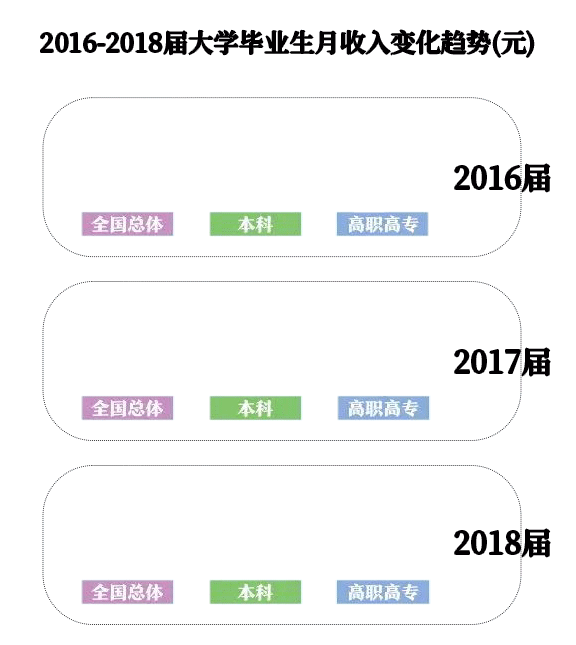 2016-2018届大学毕业生月收入变化趋势(元)
2016届
全国总体 本科 高职高专
2017届
全国总体 本科 高职高专
2018届
全国总体 本科 高职高专